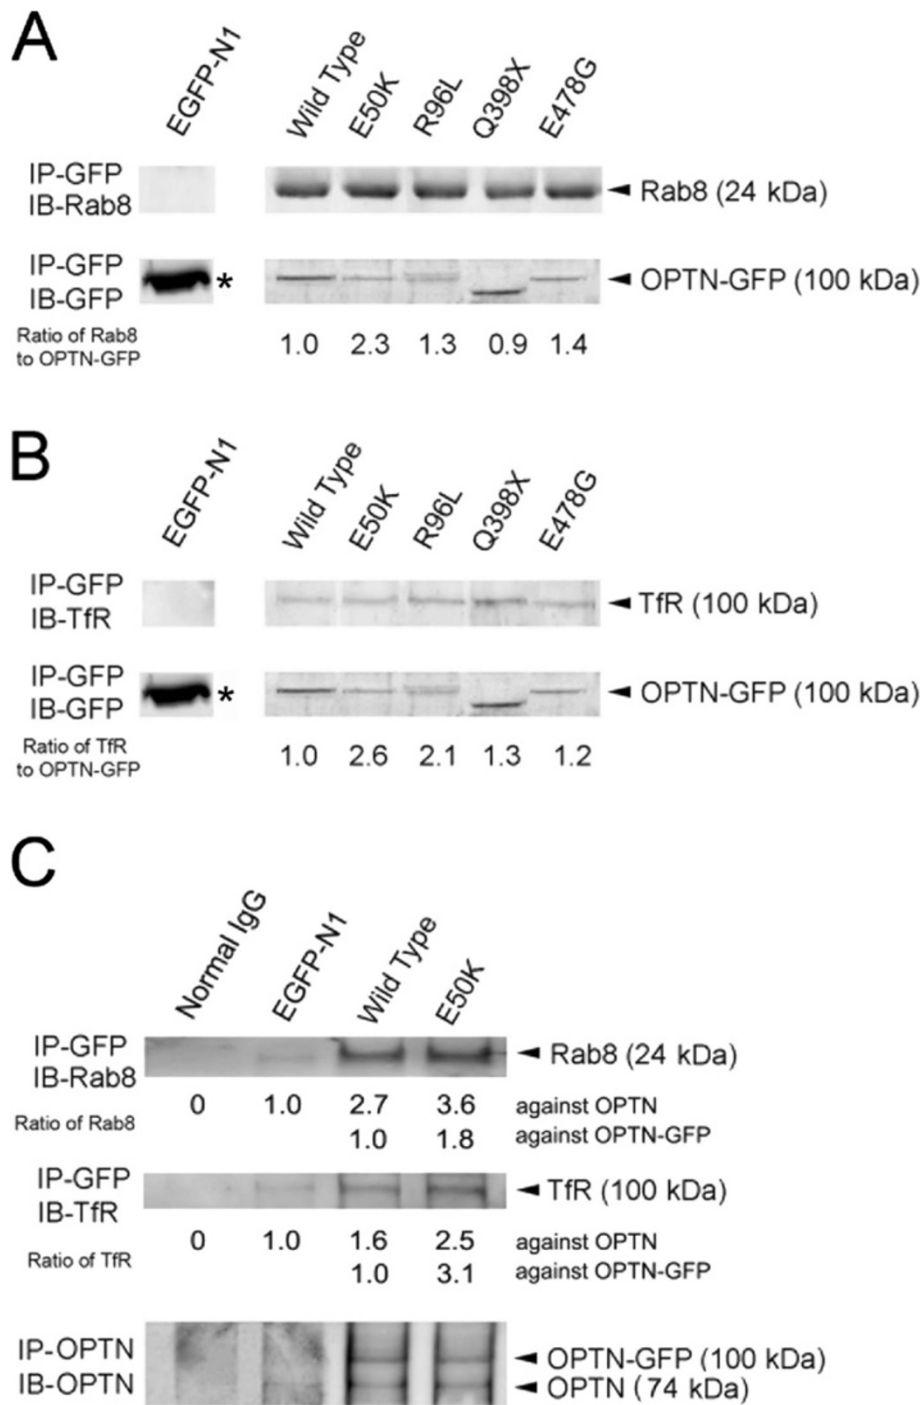 A
EGFP-N1
Wild Type
E50K
R96L
Q398X
E478G
IP-GFP
IB-Rab8
Rab8 (24 kDa)
IP-GFP
IB-GFP
*
OPTN-GFP (100 kDa)
Ratio of Rab8
to OPTN-GFP
1.0 2.3 1.3 0.9 1.4
B
EGFP-N1
Wild Type
E50K
R96L
Q398X
E478G
IP-GFP
IB-TfR
TfR (100 kDa)
IP-GFP
IB-GFP
*
OPTN-GFP (100 kDa)
Ratio of TfR
to OPTN-GFP
1.0 2.6 2.1 1.3 1.2
C
Normal IgG
EGFP-N1
Wild Type
E50K
IP-GFP
IB-Rab8
Rab8 (24 kDa)
Ratio of Rab8
0 1.0 2.7 3.6 against OPTN
1.0 1.8 against OPTN-GFP
IP-GFP
IB-TfR
TfR (100 kDa)
Ratio of TfR
0 1.0 1.6 2.5 against OPTN
1.0 3.1 against OPTN-GFP
IP-OPTN
IB-OPTN
OPTN-GFP (100 kDa)
OPTN (74 kDa)